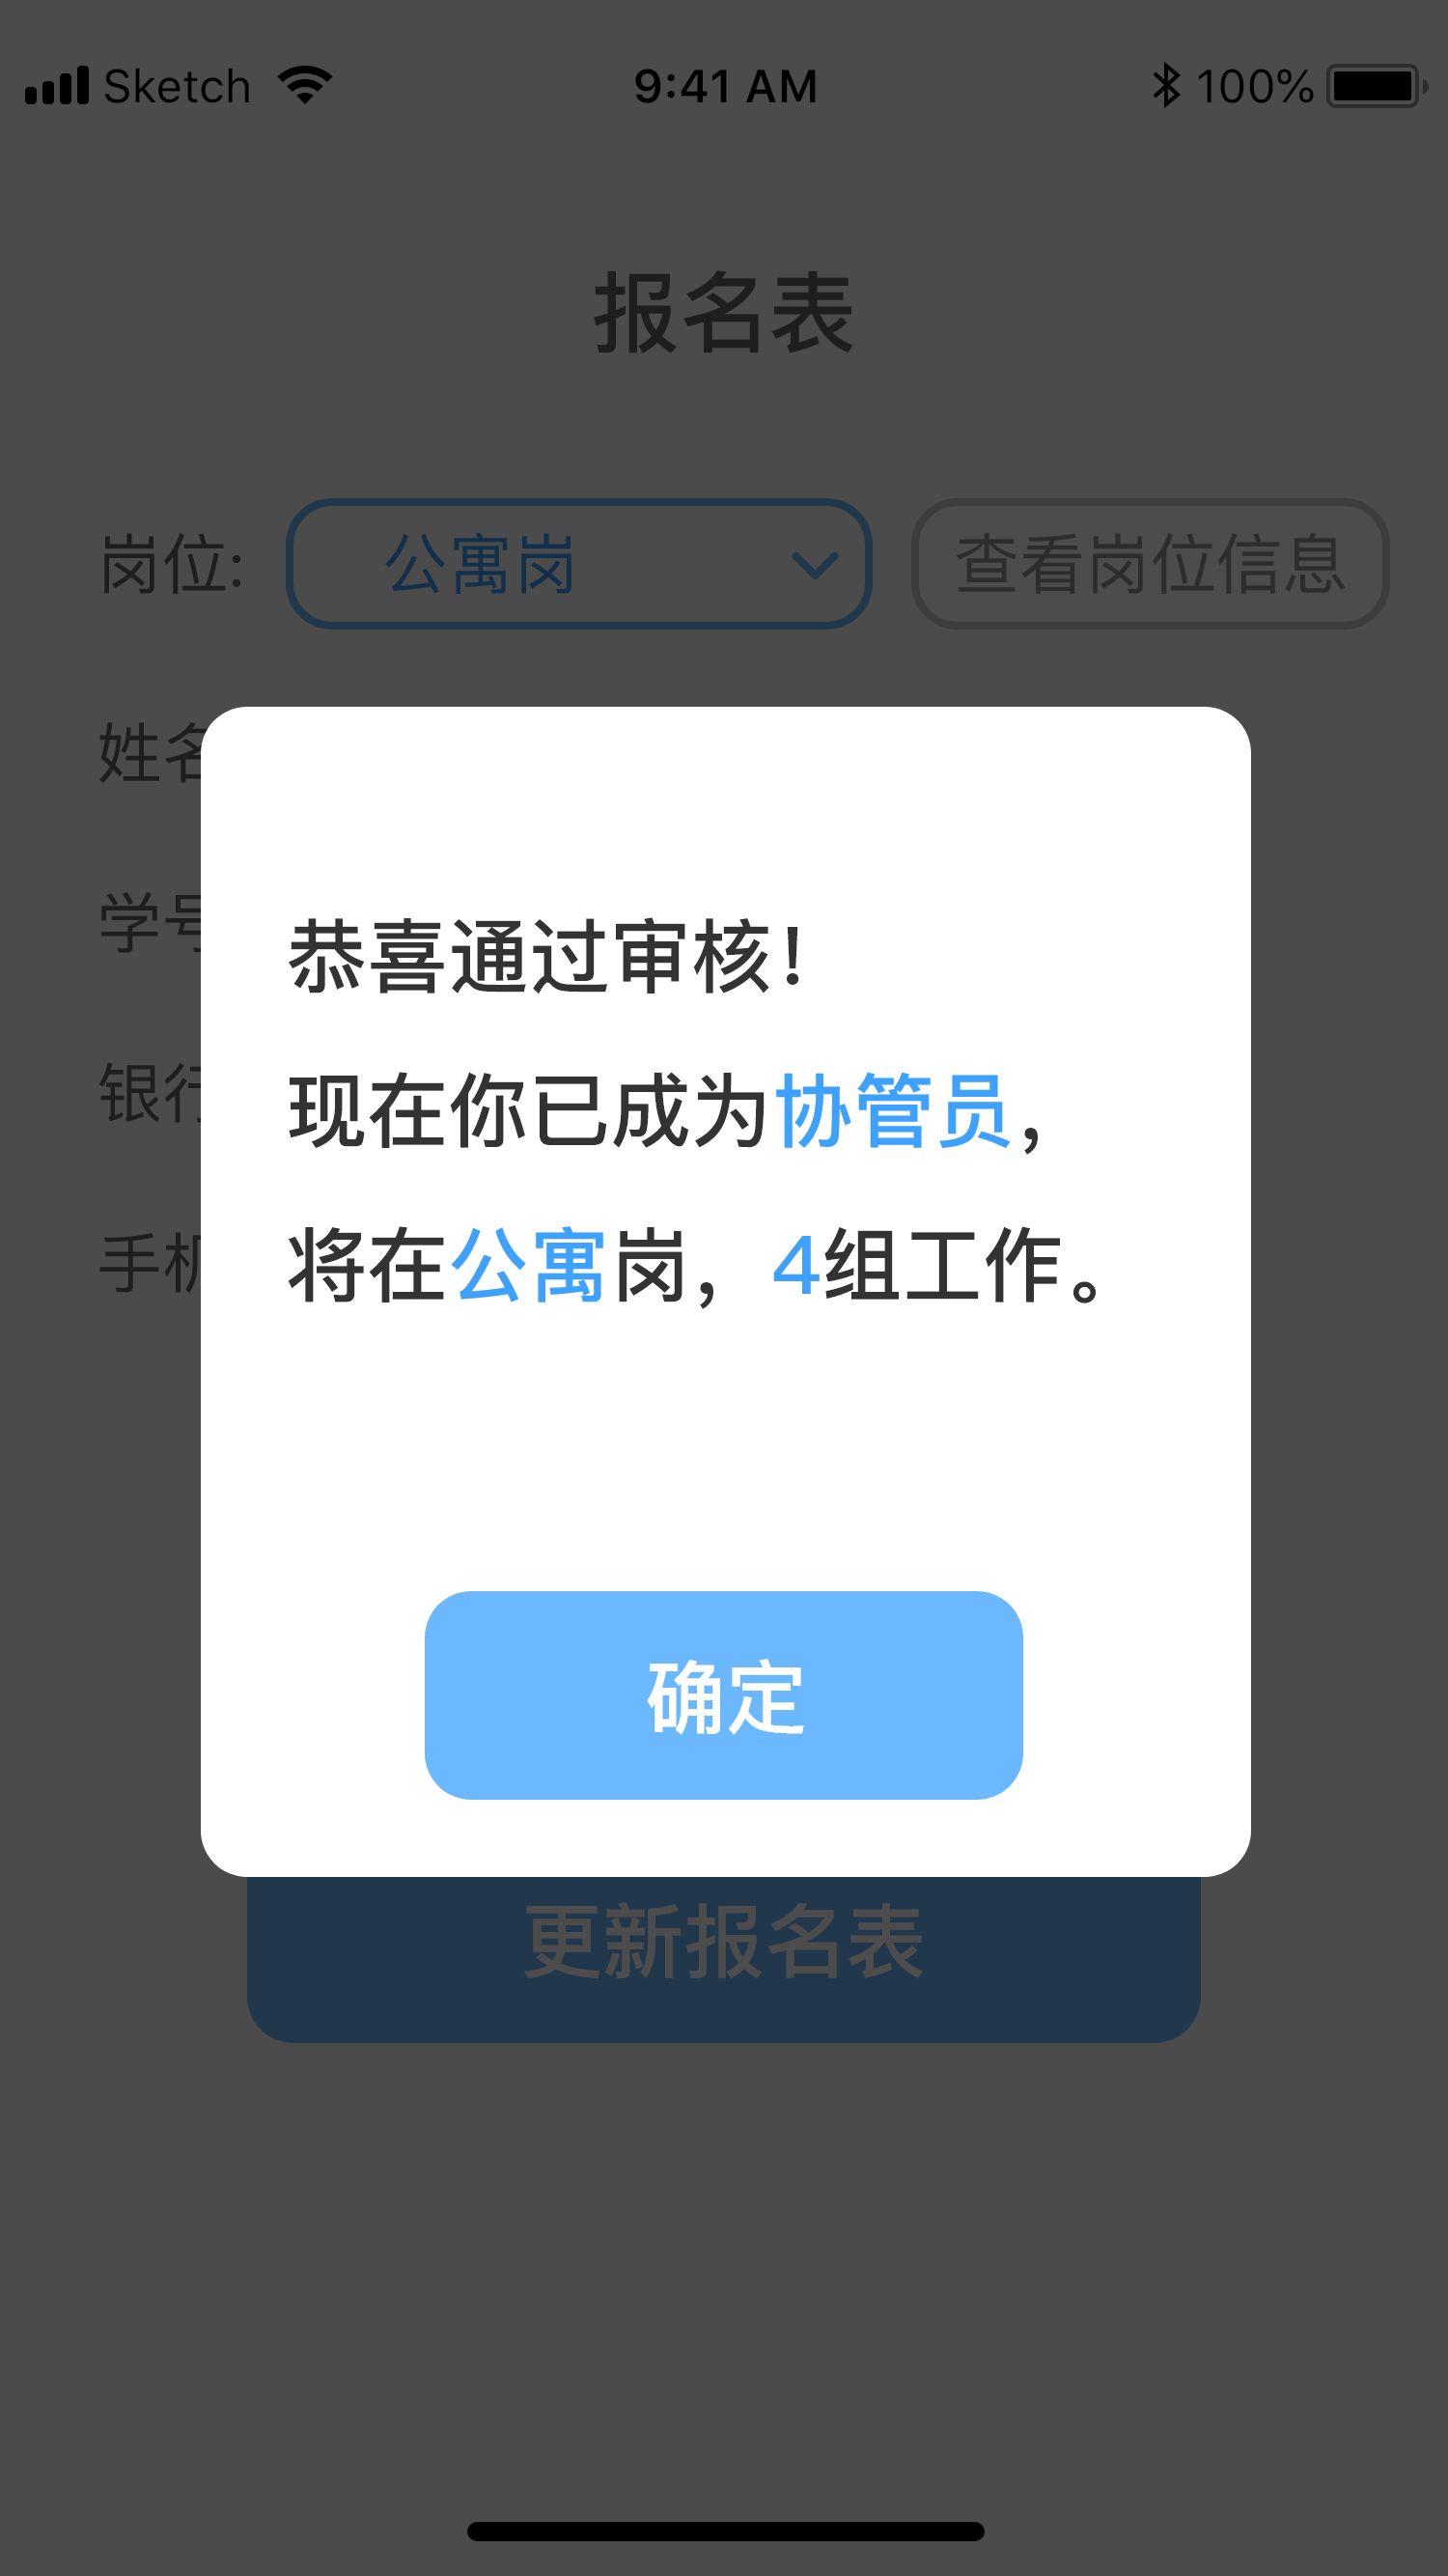 Sketch 9:41 AM 100%
报名表
岗位: 公寓岗 查看岗位信息
姓名
学号
银行
手机
恭喜通过审核！
现在你已成为协管员，
将在公寓岗，4组工作。
确定
更新报名表